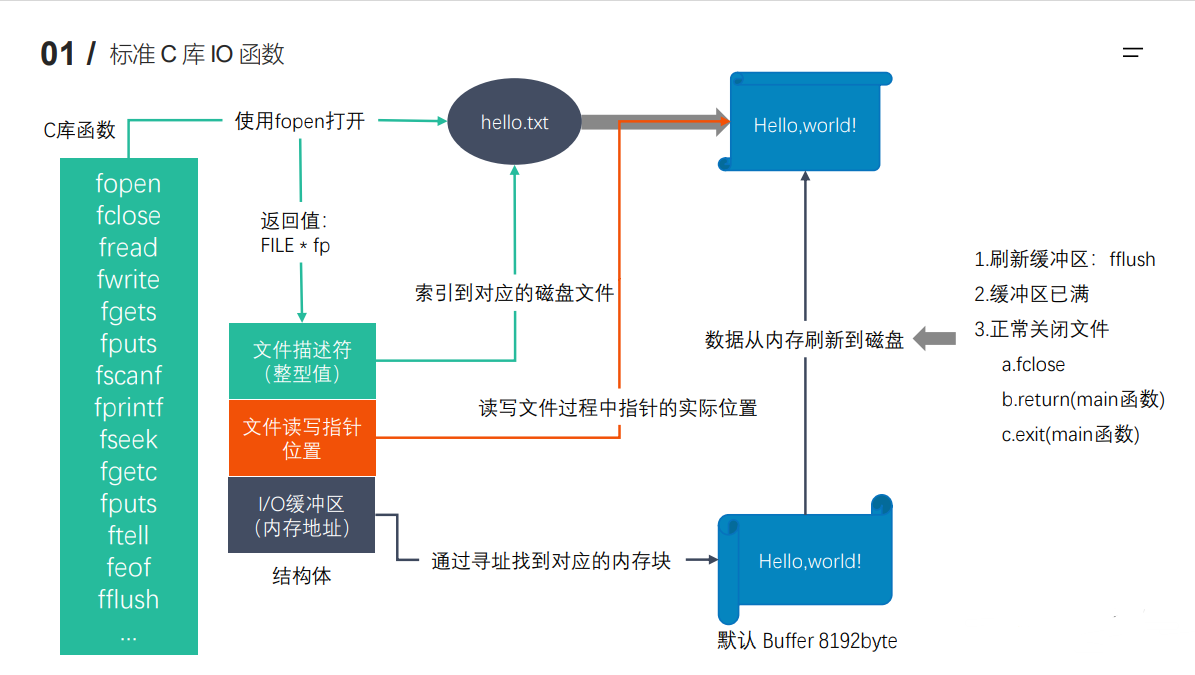 01 / 标准 C 库 IO 函数
C库函数
fopen
fclose
fread
fwrite
fgets
fputs
fscanf
fprintf
fseek
fgetc
fputs
ftell
feof
fflush
...
使用fopen打开
返回值：
FILE * fp
文件描述符
（整型值）
文件读写指针
位置
I/O缓冲区
（内存地址）
结构体
hello.txt
索引到对应的磁盘文件
读写文件过程中指针的实际位置
通过寻址找到对应的内存块
Hello,world!
数据从内存刷新到磁盘
Hello,world!
默认 Buffer 8192byte
1.刷新缓冲区：fflush
2.缓冲区已满
3.正常关闭文件
a.fclose
b.return(main函数)
c.exit(main函数)